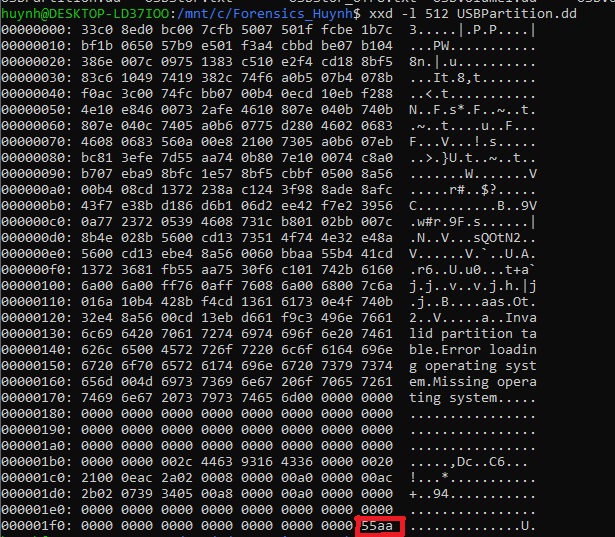 huynh@DESKTOP-LD37IOO:/mnt/c/Forensics_Huynh$ xxd -l 512 USBPartition.dd
00000000: 33c0 8ed0 bc00 7cfb 5007 501f fcbe 1b7c  3.....|.P.P....|
00000010: bf1b 0650 57b9 e501 f3a4 cbbd be07 b104  ...PW...........
00000020: 386e 007c 0975 1383 c510 e2f4 cd18 8bf5  8n.|.u..........
00000030: 83c6 1049 7419 382c 74f6 a0b5 07b4 078b  ...It.8,t.......
00000040: f0ac 3c00 74fc bb07 00b4 0ecd 10eb f288  ..<.t...........
00000050: 4e10 e846 0073 2afe 4610 807e 040b 740b  N..F.s*.F..~..t.
00000060: 807e 040c 7405 a0b6 0775 d280 4602 0683  .~..t....u..F...
00000070: 4608 0683 560a 00e8 2100 7305 a0b6 07eb  F...V...!.s.....
00000080: bc81 3efe 7d55 aa74 0b80 7e10 0074 c8a0  ..>.}U.t..~..t..
00000090: b707 eba9 8bfc 1e57 8bf5 cbbf 0500 8a56  .......W.......V
000000a0: 00b4 08cd 1372 238a c124 3f98 8ade 8afc  .....r#..$?.....
000000b0: 43f7 e38b d186 d6b1 06d2 ee42 f7e2 3956  C..........B..9V
000000c0: 0a77 2372 0539 4608 731c b801 02bb 007c  .w#r.9F.s......|
000000d0: 8b4e 028b 5600 cd13 7351 4f74 4e32 e48a  .N..V...sQOtN2..
000000e0: 5600 cd13 ebe4 8a56 0060 bbaa 55b4 41cd  V......V.`..U.A.
000000f0: 1372 3681 fb55 aa75 30f6 c101 742b 6160  .r6..U.u0...t+a`
00000100: 6a00 6a00 ff76 0aff 7608 6a00 6800 7c6a  j.j..v..v.j.h.|j
00000110: 016a 10b4 428b f4cd 1361 6173 0e4f 740b  .j..B....aas.Ot.
00000120: 32e4 8a56 00cd 13eb d661 f9c3 496e 7661  2..V.....a..Inva
00000130: 6c69 6420 7061 7274 6974 696f 6e20 7461  lid partition ta
00000140: 626c 6500 4572 726f 7220 6c6f 6164 696e  ble.Error loadin
00000150: 6720 6f70 6572 6174 696e 6720 7379 7374  g operating syst
00000160: 656d 004d 6973 7369 6e67 206f 7065 7261  em.Missing opera
00000170: 7469 6e67 2073 7973 7465 6d00 0000 0000  ting system.....
00000180: 0000 0000 0000 0000 0000 0000 0000 0000  ................
00000190: 0000 0000 0000 0000 0000 0000 0000 0000  ................
000001a0: 0000 0000 0000 0000 0000 0000 0000 0000  ................
000001b0: 0000 0000 002c 4463 9316 4336 0000 0020  .....,Dc..C6...
000001c0: 2100 0eac 2a02 0008 0000 00a0 0000 00ac  !...*...........
000001d0: 2b02 0739 3405 00a8 0000 00a0 0000 0000  +..94...........
000001e0: 0000 0000 0000 0000 0000 0000 0000 0000  ................
000001f0: 0000 0000 0000 0000 0000 0000 0000 55aa  ..............U.